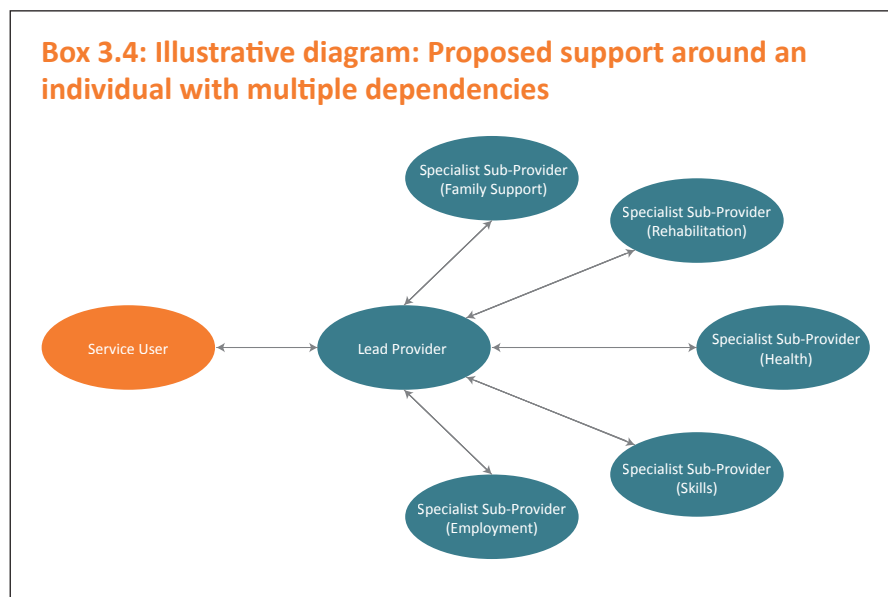 Box 3.4: Illustrative diagram: Proposed support around an
individual with multiple dependencies
Specialist Sub-Provider
(Family Support)
Specialist Sub-Provider
(Rehabilitation)
Service User
Lead Provider
Specialist Sub-Provider
(Health)
Specialist Sub-Provider
(Skills)
Specialist Sub-Provider
(Employment)